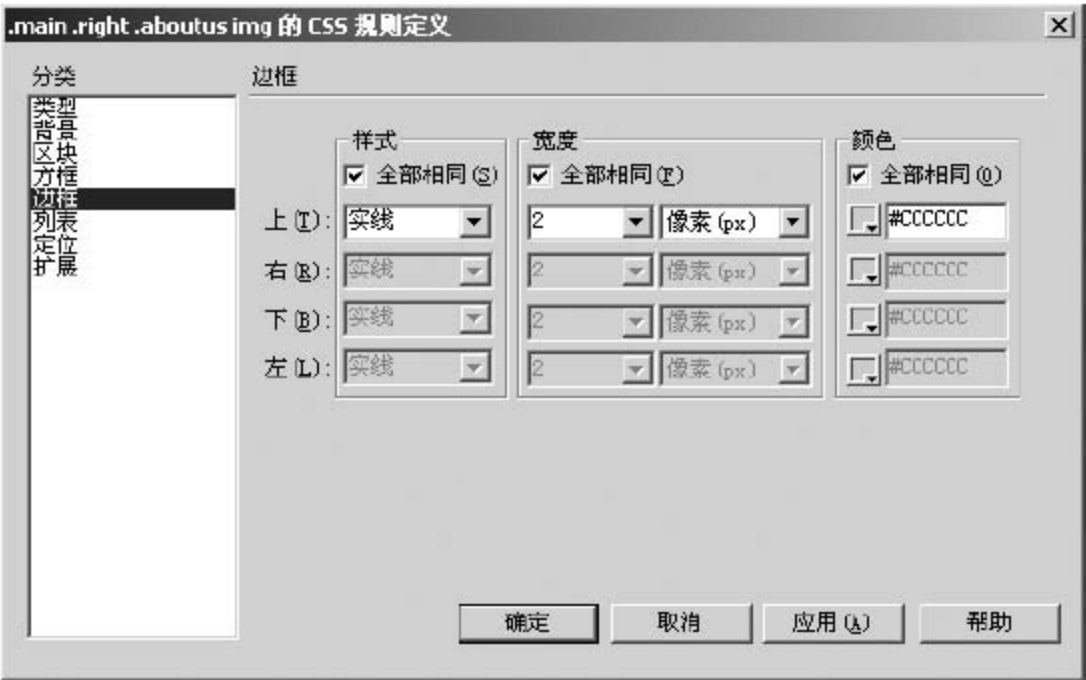 .main .right .aboutus img 的 CSS 规则定义
分类
类型
背景
区块
方框
边框
列表
定位
扩展
边框
样式 宽度 颜色
全部相同(S) 全部相同(F) 全部相同(O)
上(T): 实线 2 像素(px) #CCCCCC
右(R): 实线 2 像素(px) #CCCCCC
下(B): 实线 2 像素(px) #CCCCCC
左(L): 实线 2 像素(px) #CCCCCC
确定 取消 应用(A) 帮助